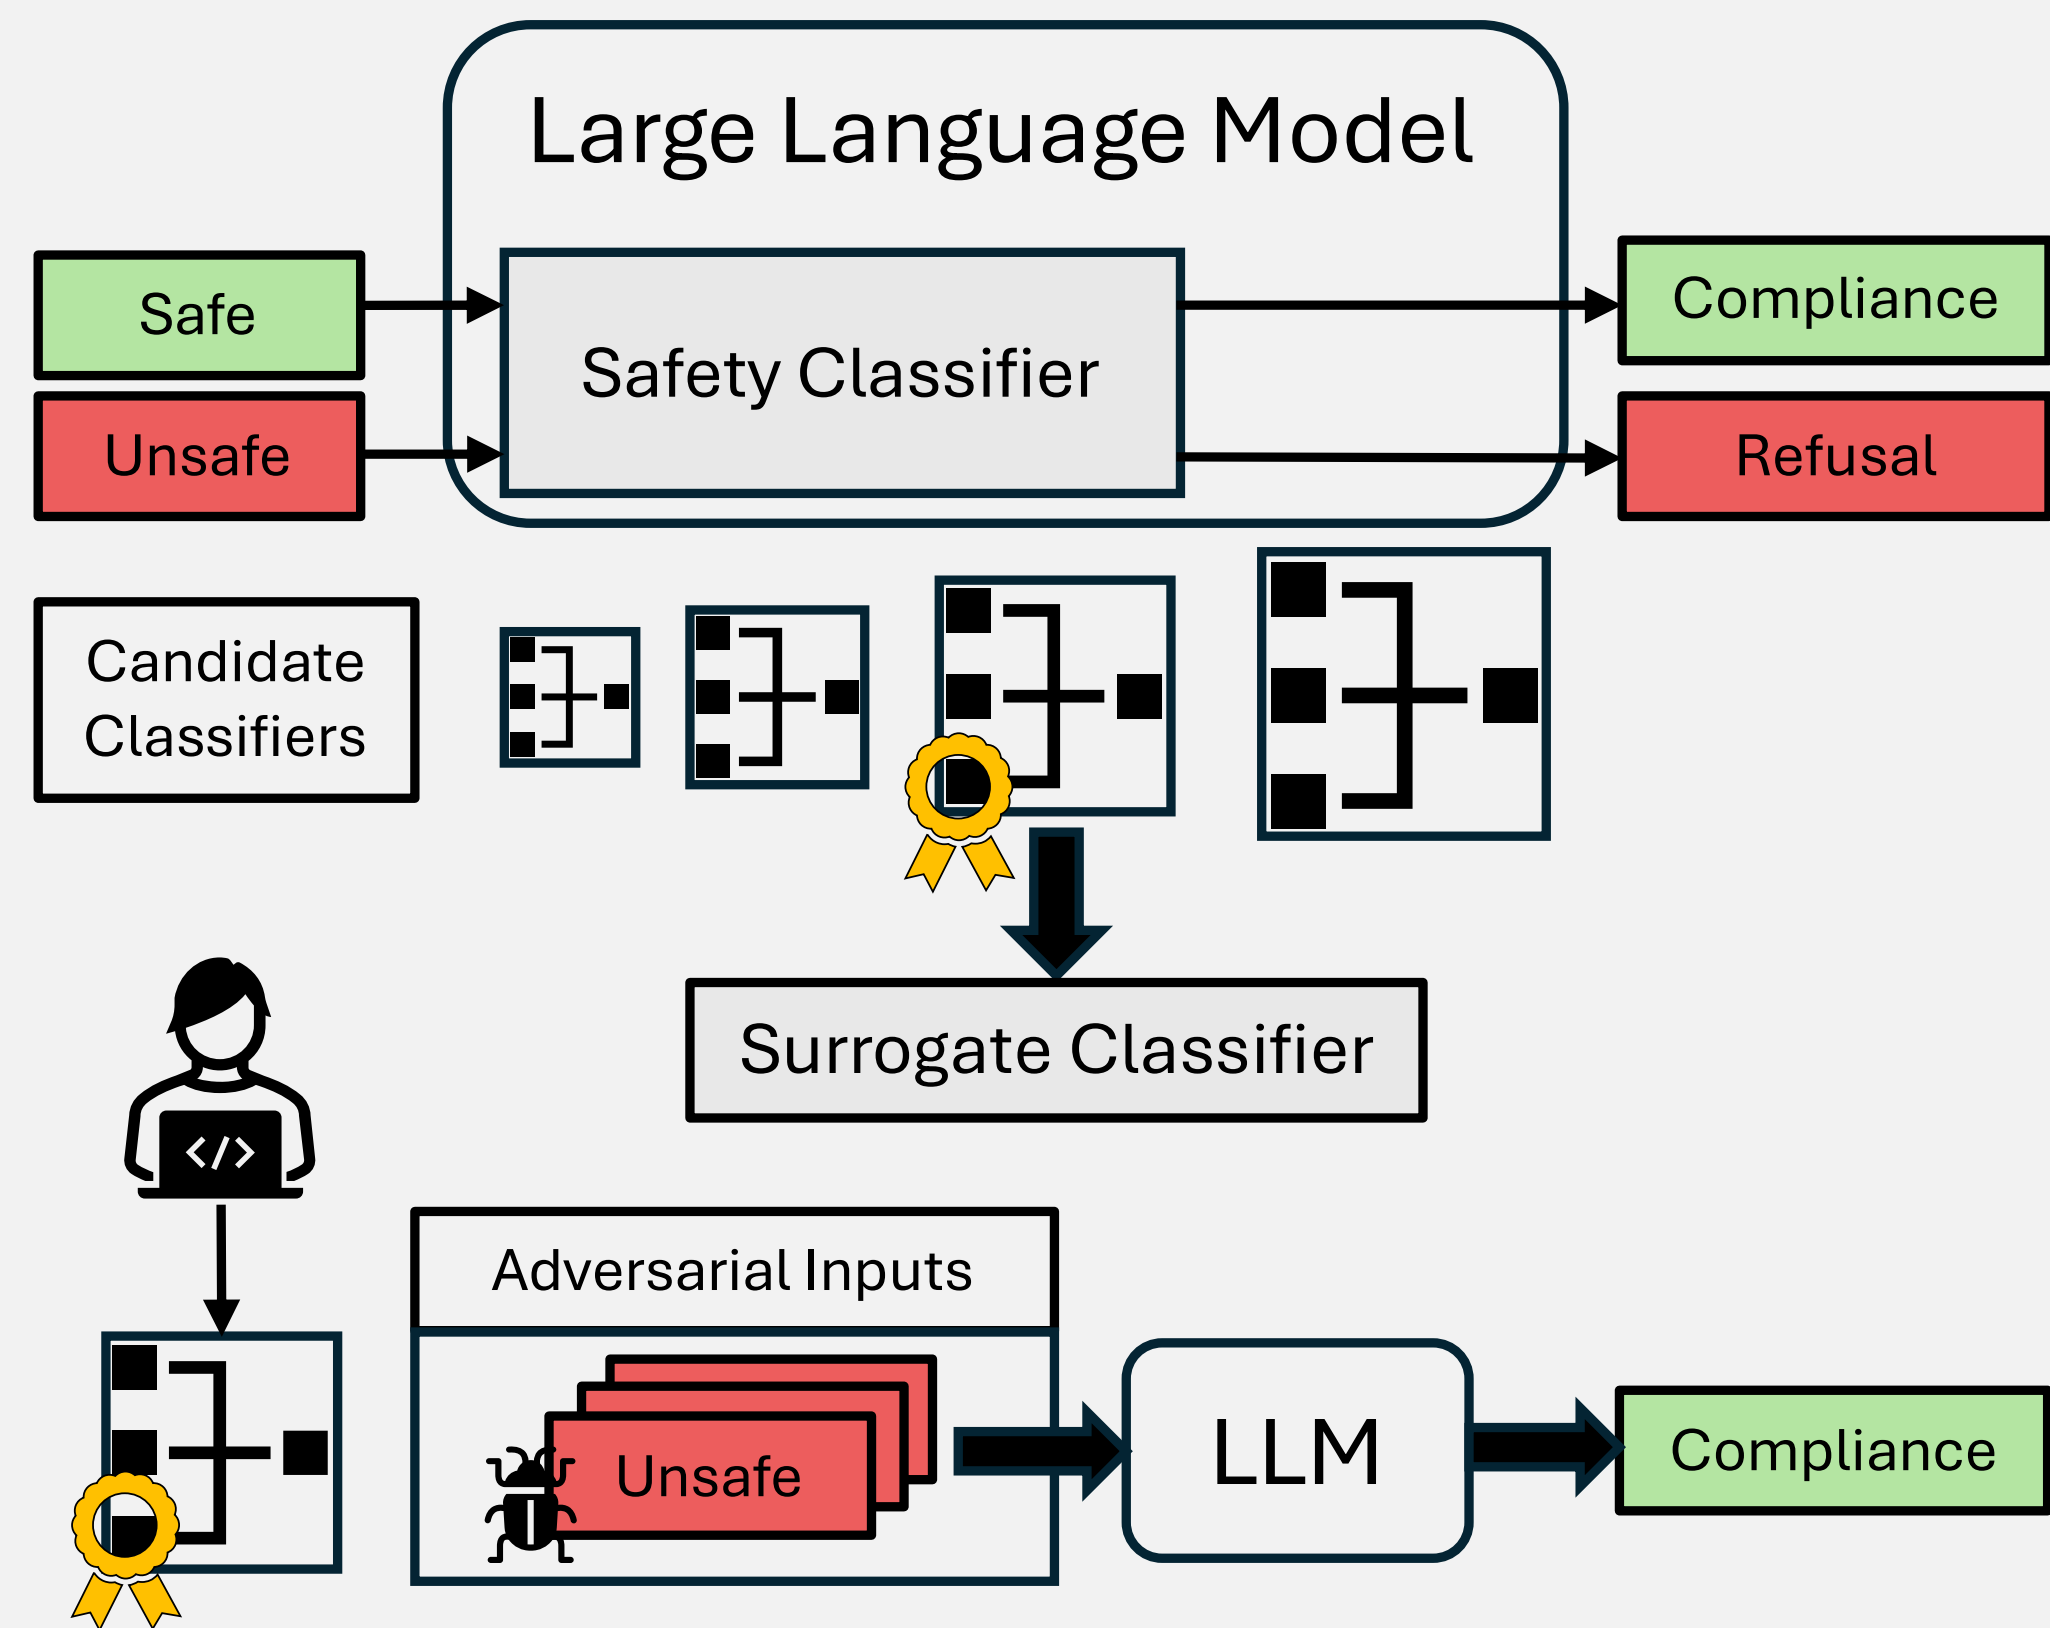 Large Language Model
Safe
Safety Classifier
Compliance
Unsafe
Refusal
Candidate
Classifiers
Surrogate Classifier
</>
Adversarial Inputs
Unsafe
LLM
Compliance